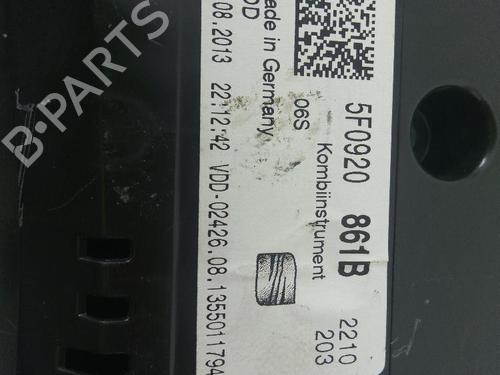 5F0920 861B 2210
06S Kombiinstrument 203
ade in Germany
DD
.08.2013 22:12:42 VDD-02426.08.1355011794
B-PARTS